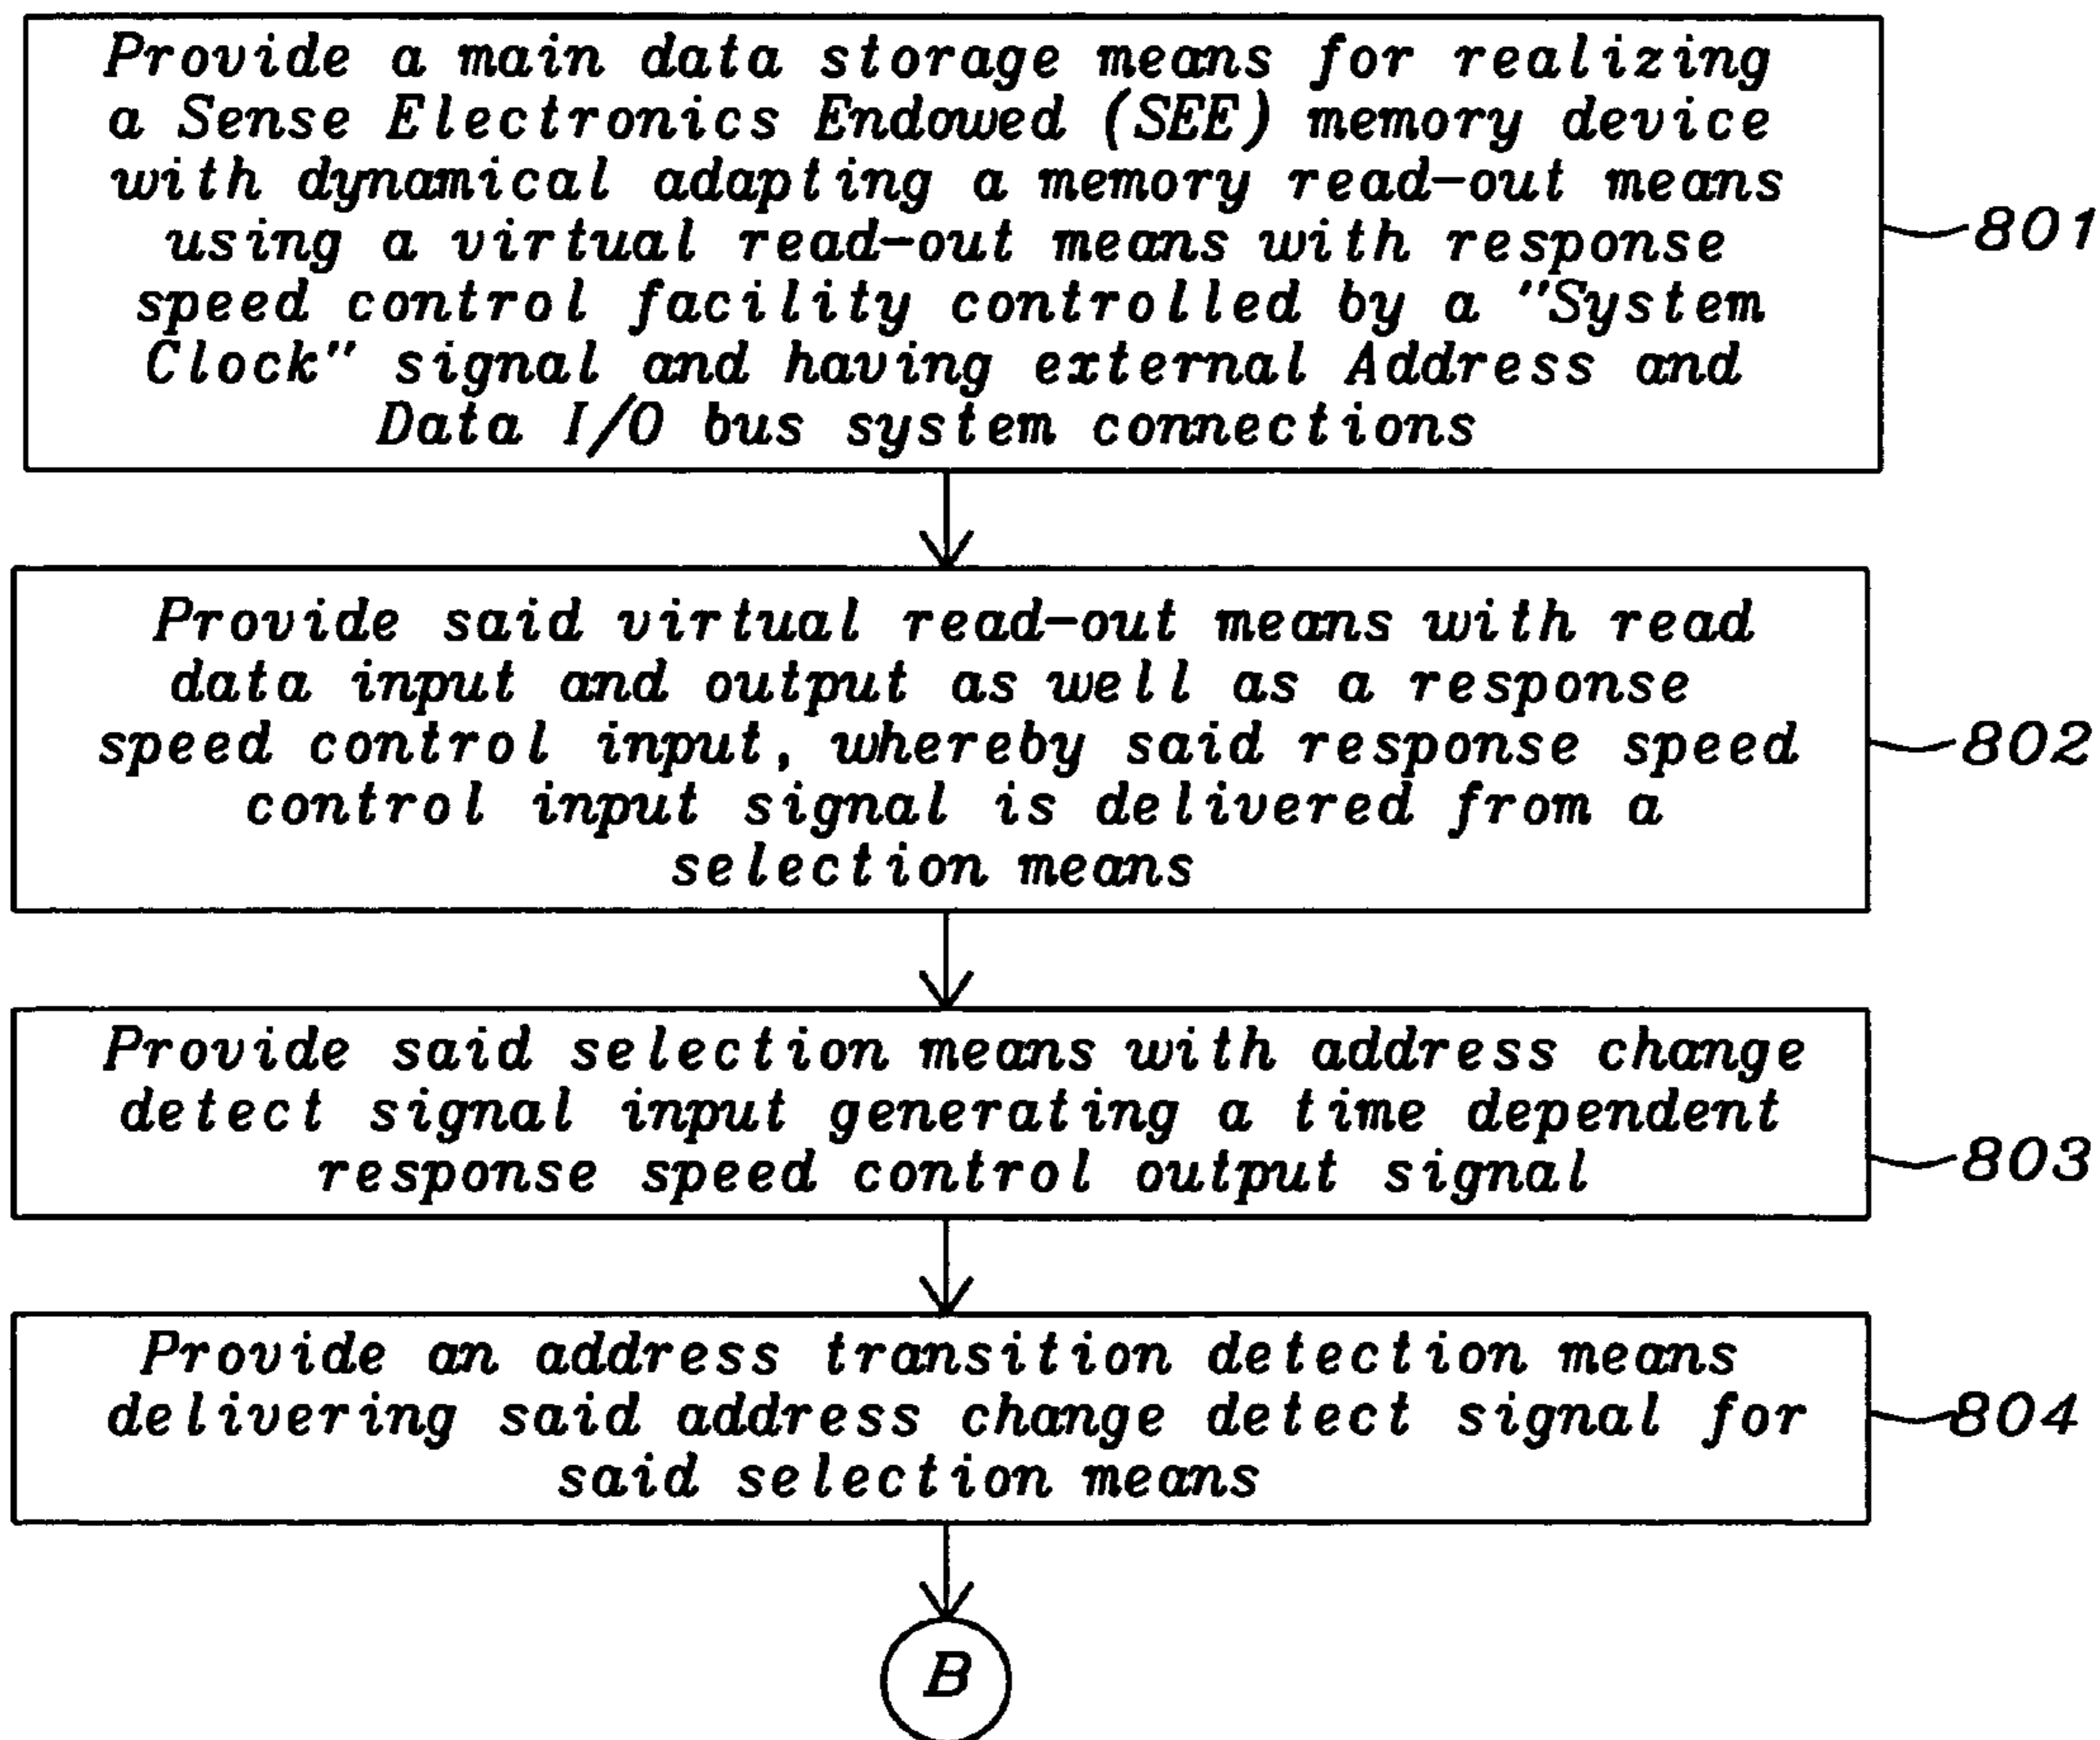 Provide a main data storage means for realizing
a Sense Electronics Endowed (SEE) memory device
with dynamical adapting a memory read-out means
using a virtual read-out means with response
speed control facility controlled by a "System
Clock" signal and having external Address and
Data I/O bus system connections
801
Provide said virtual read-out means with read
data input and output as well as a response
speed control input, whereby said response speed
control input signal is delivered from a
selection means
802
Provide said selection means with address change
detect signal input generating a time dependent
response speed control output signal
803
Provide an address transition detection means
delivering said address change detect signal for
said selection means
804
B